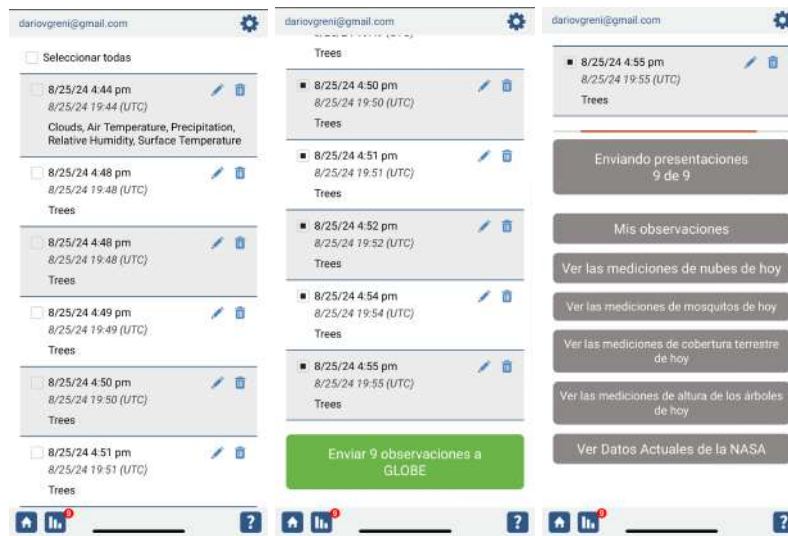 dariovgreni@gmail.com
Seleccionar todas
8/25/24 4:44 pm
8/25/24 19:44 (UTC)
Clouds, Air Temperature, Precipitation,
Relative Humidity, Surface Temperature
8/25/24 4:48 pm
8/25/24 19:48 (UTC)
Trees
8/25/24 4:48 pm
8/25/24 19:48 (UTC)
Trees
8/25/24 4:49 pm
8/25/24 19:49 (UTC)
Trees
8/25/24 4:50 pm
8/25/24 19:50 (UTC)
Trees
8/25/24 4:51 pm
8/25/24 19:51 (UTC)
Trees
9
?
dariovgreni@gmail.com
Trees
8/25/24 4:50 pm
8/25/24 19:50 (UTC)
Trees
8/25/24 4:51 pm
8/25/24 19:51 (UTC)
Trees
8/25/24 4:52 pm
8/25/24 19:52 (UTC)
Trees
8/25/24 4:54 pm
8/25/24 19:54 (UTC)
Trees
8/25/24 4:55 pm
8/25/24 19:55 (UTC)
Trees
Enviar 9 observaciones a
GLOBE
9
?
dariovgreni@gmail.com
8/25/24 4:55 pm
8/25/24 19:55 (UTC)
Trees
Enviando presentaciones
9 de 9
Mis observaciones
Ver las mediciones de nubes de hoy
Ver las mediciones de mosquitos de hoy
Ver las mediciones de cobertura terrestre
de hoy
Ver las mediciones de altura de los árboles
de hoy
Ver Datos Actuales de la NASA
9
?